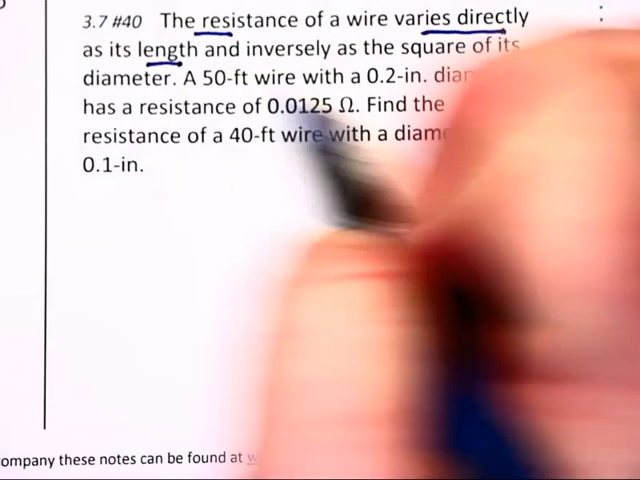 3.7 #40 The resistance of a wire varies directly
as its length and inversely as the square of its
diameter. A 50-ft wire with a 0.2-in.
has a resistance of 0.0125 Ω. Find the
resistance of a 40-ft wire with a
0.1-in.
company these notes can be found at